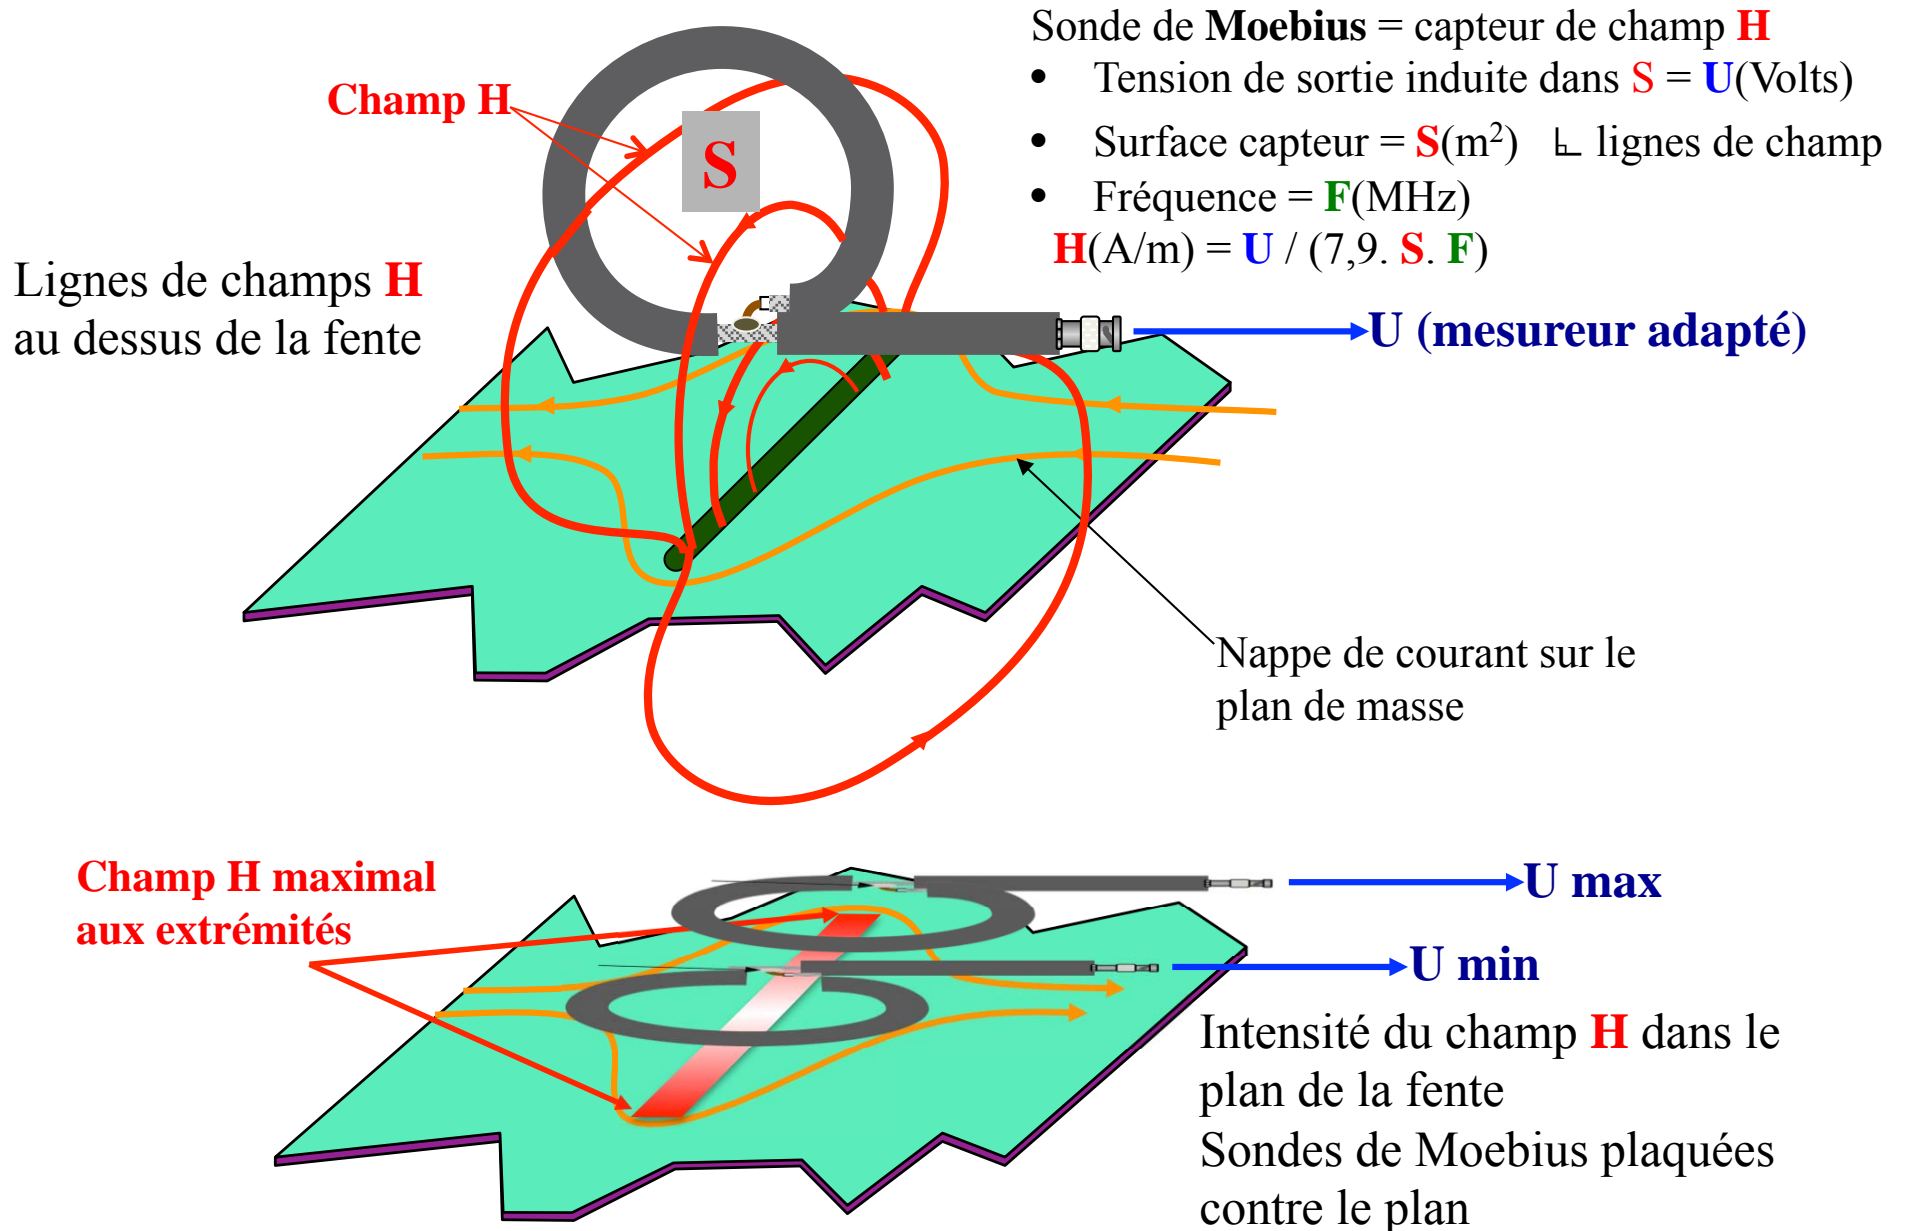 Sonde de Moebius = capteur de champ H
• Tension de sortie induite dans S = U(Volts)
• Surface capteur = S(m²) ⊾ lignes de champ
• Fréquence = F(MHz)
H(A/m) = U / (7,9. S. F)
Champ H
S
Lignes de champs H
au dessus de la fente
U (mesureur adapté)
Nappe de courant sur le
plan de masse
Champ H maximal
aux extrémités
U max
U min
Intensité du champ H dans le
plan de la fente
Sondes de Moebius plaquées
contre le plan